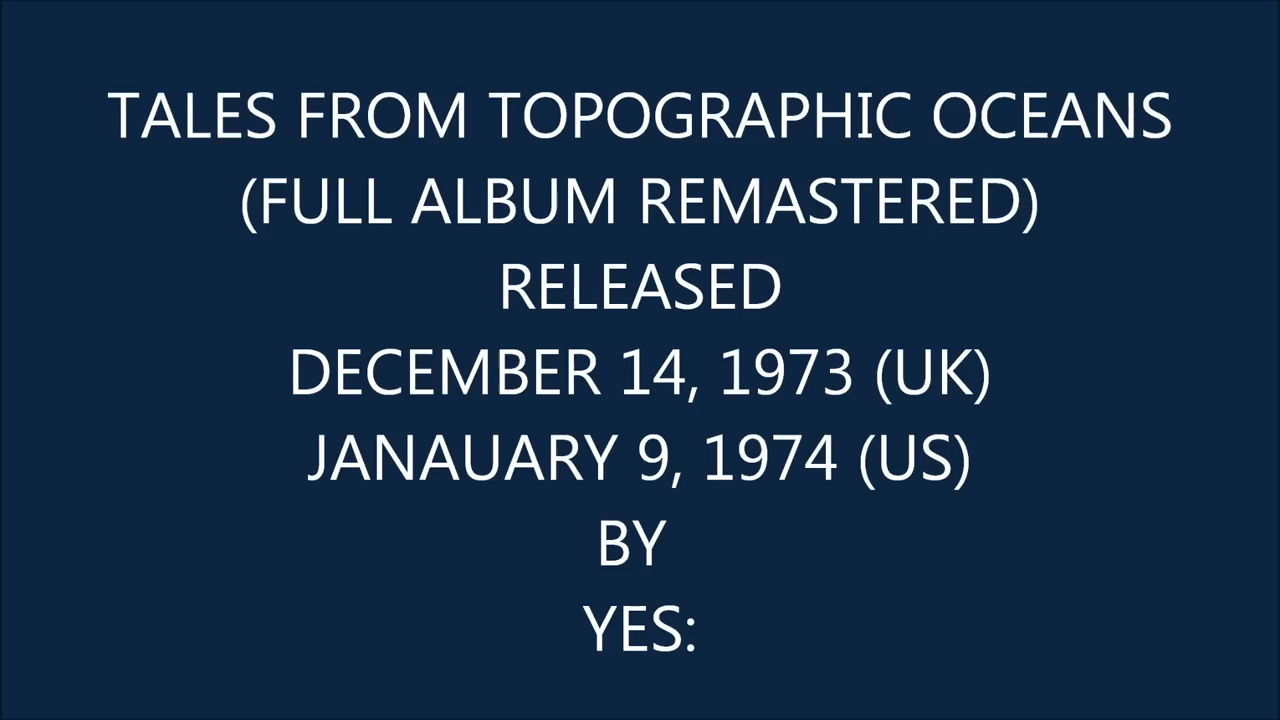 TALES FROM TOPOGRAPHIC OCEANS
(FULL ALBUM REMASTERED)
RELEASED
DECEMBER 14, 1973 (UK)
JANAUARY 9, 1974 (US)
BY
YES: